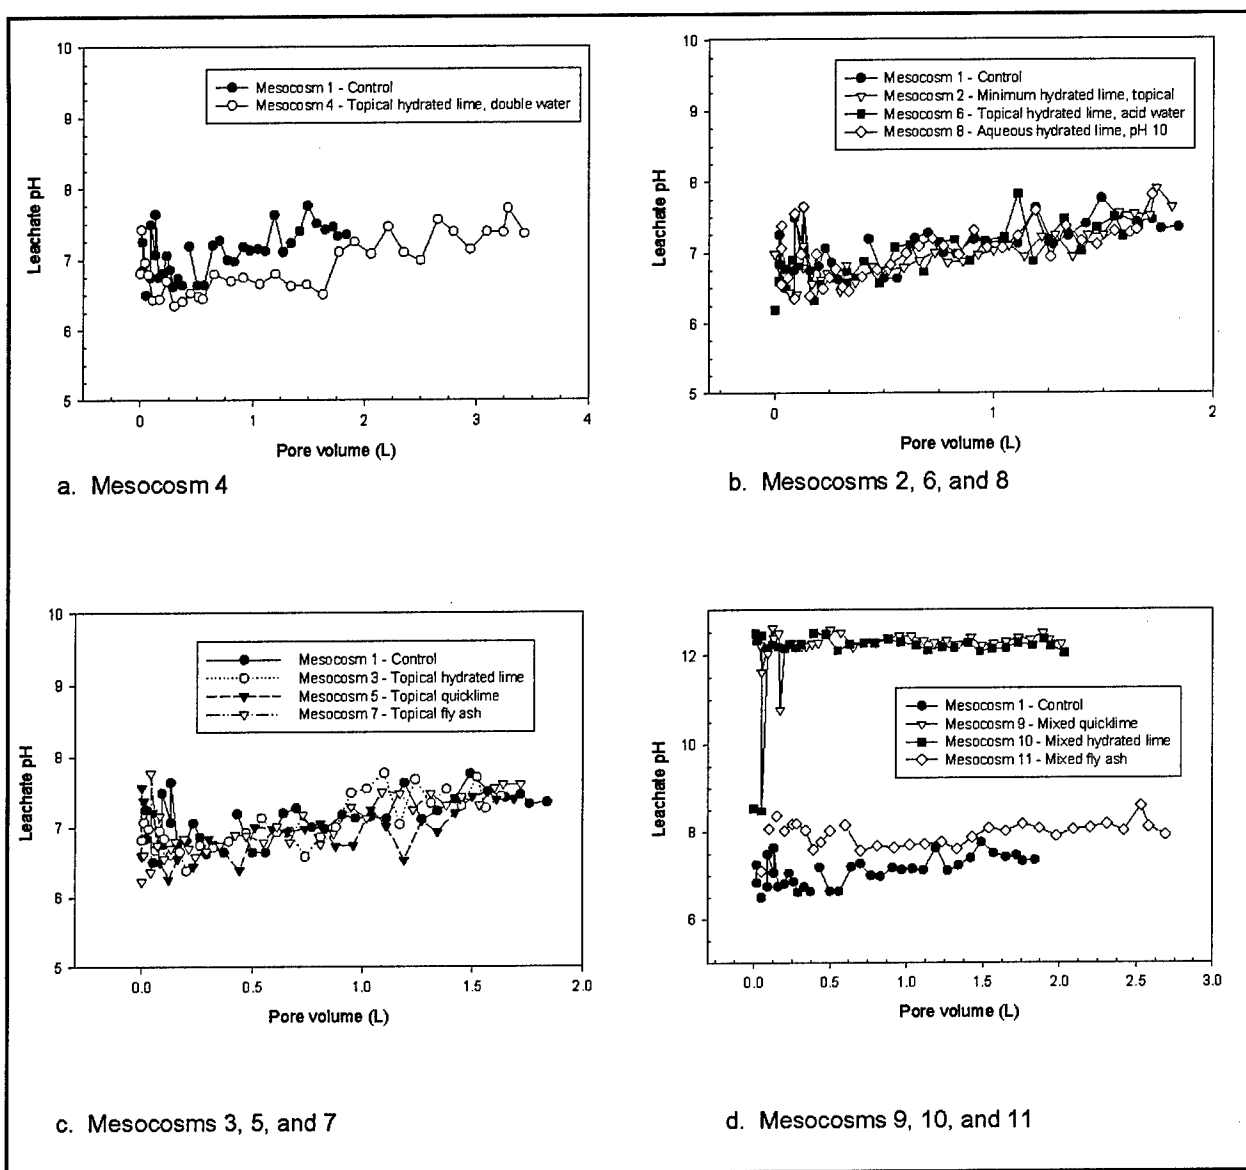 10
9
8
7
6
5
Leachate pH
Mesocosm 1 - Control
Mesocosm 4 - Topical hydrated lime, double water
0 1 2 3 4
Pore volume (L)
a. Mesocosm 4
10
9
8
7
6
5
Leachate pH
Mesocosm 1 - Control
Mesocosm 2 - Minimum hydrated lime, topical
Mesocosm 6 - Topical hydrated lime, acid water
Mesocosm 8 - Aqueous hydrated lime, pH 10
0 1 2
Pore volume (L)
b. Mesocosms 2, 6, and 8
10
9
8
7
6
5
Leachate pH
Mesocosm 1 - Control
Mesocosm 3 - Topical hydrated lime
Mesocosm 5 - Topical quicklime
Mesocosm 7 - Topical fly ash
0.0 0.5 1.0 1.5 2.0
Pore volume (L)
c. Mesocosms 3, 5, and 7
12
10
8
6
Leachate pH
Mesocosm 1 - Control
Mesocosm 9 - Mixed quicklime
Mesocosm 10 - Mixed hydrated lime
Mesocosm 11 - Mixed fly ash
0.0 0.5 1.0 1.5 2.0 2.5 3.0
Pore volume (L)
d. Mesocosms 9, 10, and 11